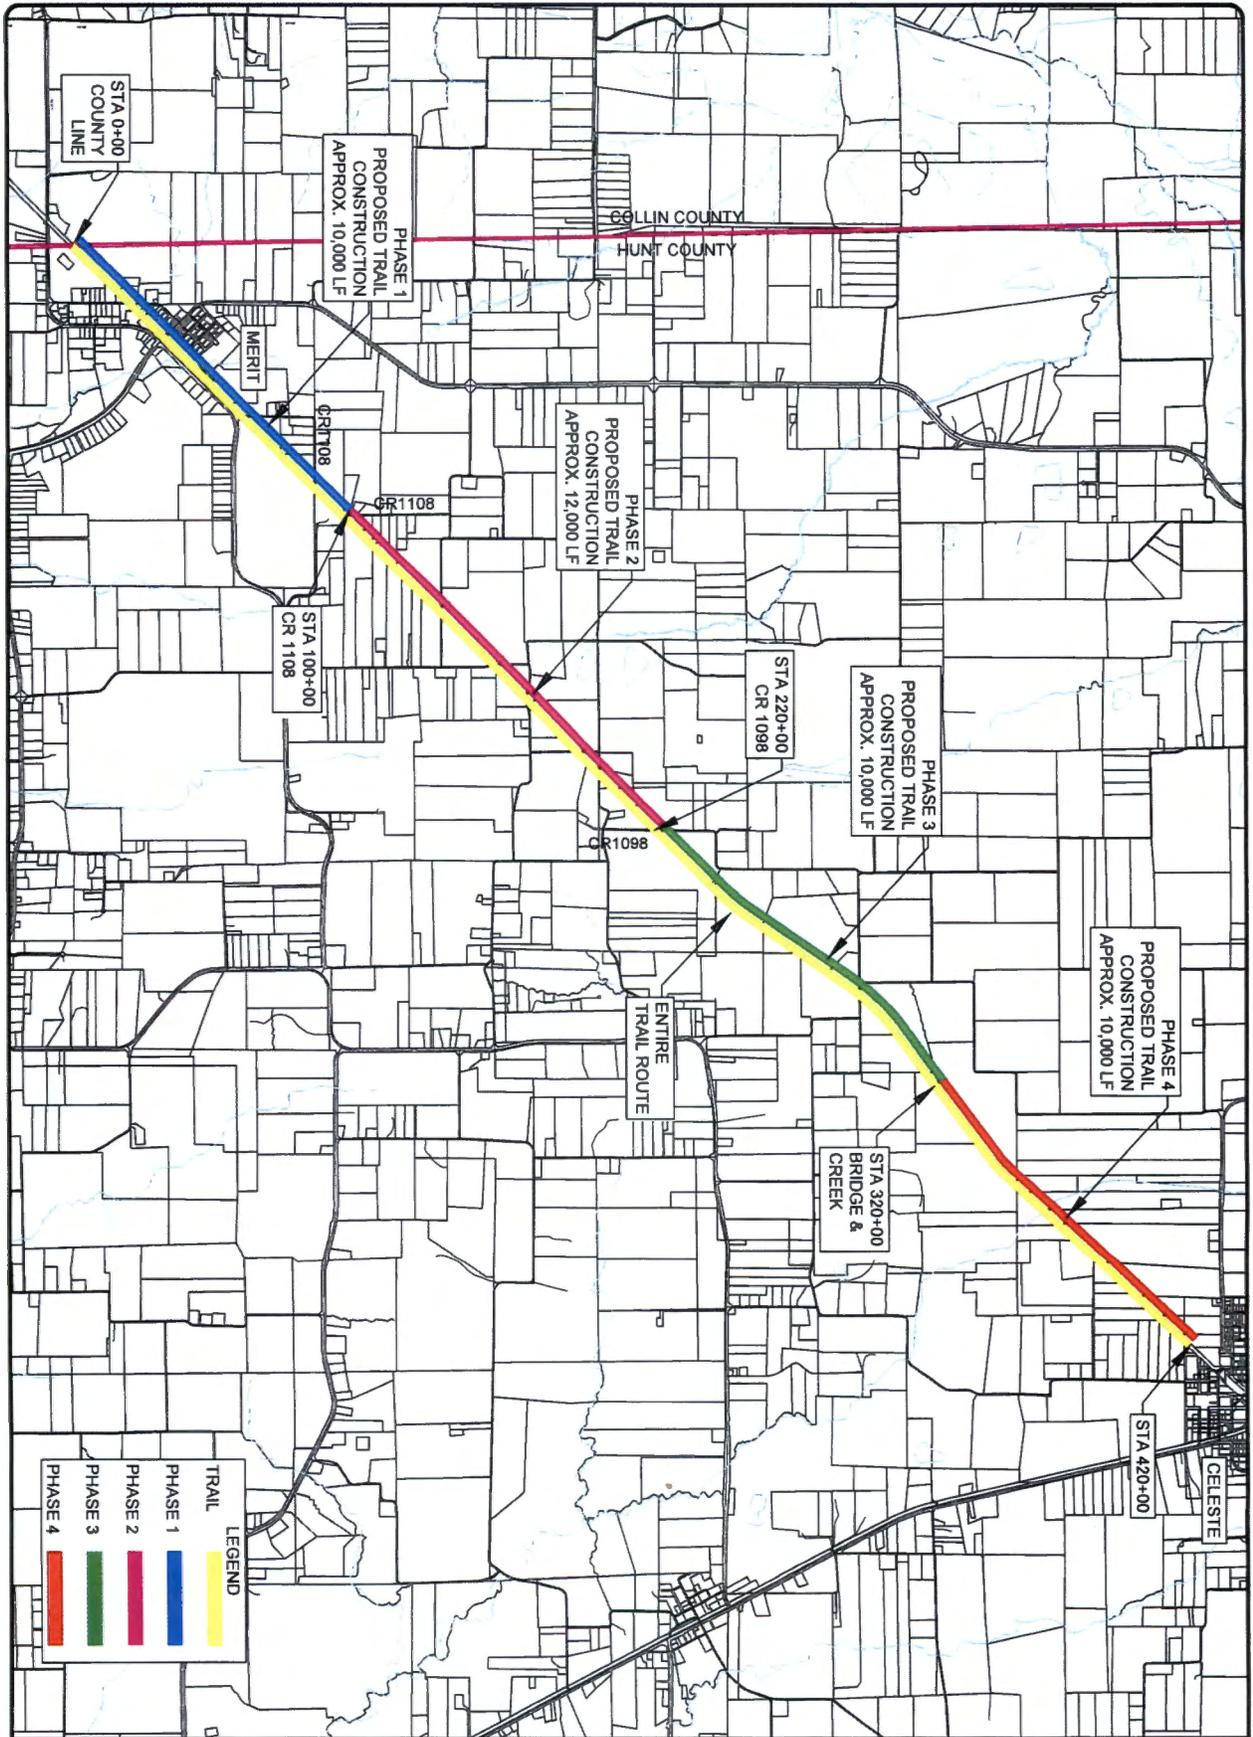 STA 0+00
COUNTY
LINE
PHASE 1
PROPOSED TRAIL
CONSTRUCTION
APPROX. 10,000 LF
COLLIN COUNTY
HUNT COUNTY
MERIT
CR1108
CR1108
PHASE 2
PROPOSED TRAIL
CONSTRUCTION
APPROX. 12,000 LF
STA 100+00
CR 1108
STA 220+00
CR 1098
CR1098
PHASE 3
PROPOSED TRAIL
CONSTRUCTION
APPROX. 10,000 LF
ENTIRE
TRAIL ROUTE
PHASE 4
PROPOSED TRAIL
CONSTRUCTION
APPROX. 10,000 LF
STA 320+00
BRIDGE &
CREEK
STA 420+00
CELESTE
LEGEND
TRAIL
PHASE 1
PHASE 2
PHASE 3
PHASE 4